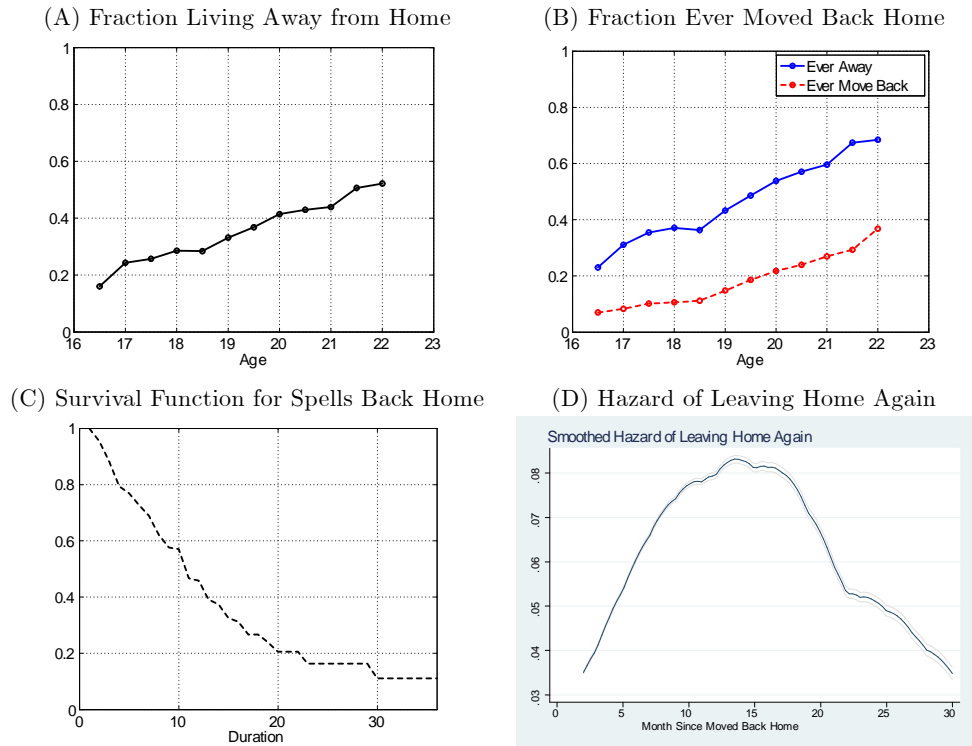 (A) Fraction Living Away from Home
1
0.8
0.6
0.4
0.2
0
16 17 18 19 20 21 22 23
Age
(B) Fraction Ever Moved Back Home
1
0.8
0.6
0.4
0.2
0
Ever Away
Ever Move Back
16 17 18 19 20 21 22 23
Age
(C) Survival Function for Spells Back Home
1
0.8
0.6
0.4
0.2
0
0 10 20 30
Duration
(D) Hazard of Leaving Home Again
Smoothed Hazard of Leaving Home Again
.08
.07
.06
.05
.04
.03
0 5 10 15 20 25 30
Month Since Moved Back Home